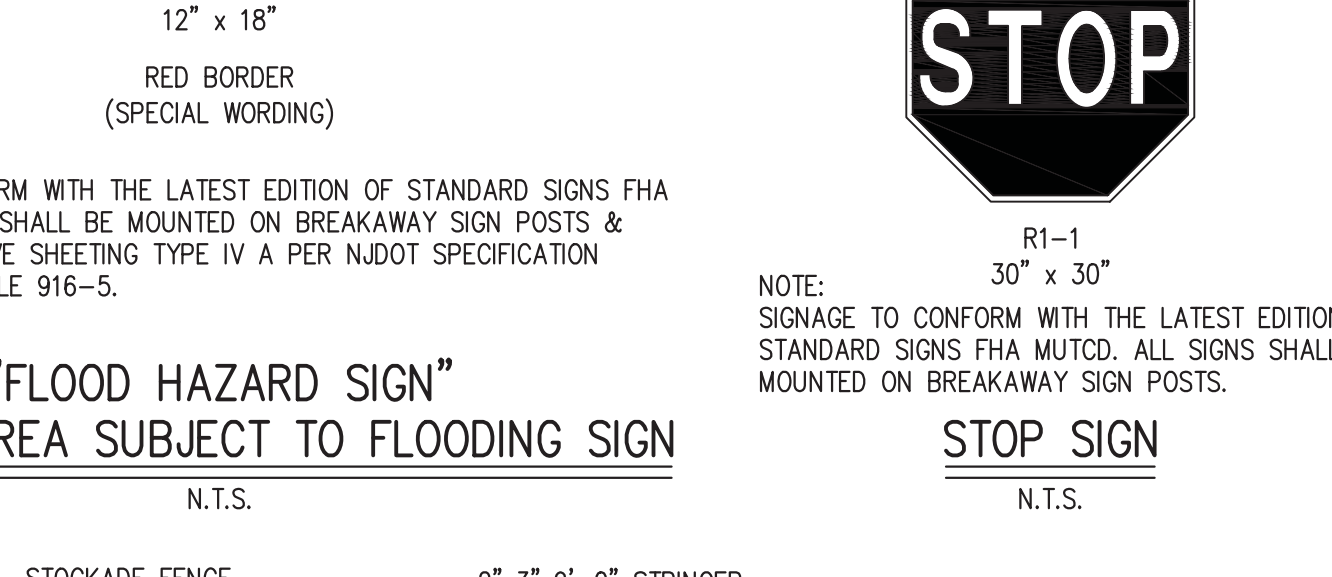 12” x 18”
RED BORDER
(SPECIAL WORDING)
WITH THE LATEST EDITION OF STANDARD SIGNS FHA
SHALL BE MOUNTED ON BREAKAWAY SIGN POSTS &
SHEETING TYPE IV A PER NJDOT SPECIFICATION
916–5.
“FLOOD HAZARD SIGN”
SUBJECT TO FLOODING SIGN
N.T.S.
STOP
R1–1
30” x 30”
NOTE:
SIGNAGE TO CONFORM WITH THE LATEST EDITION
STANDARD SIGNS FHA MUTCD. ALL SIGNS SHALL
MOUNTED ON BREAKAWAY SIGN POSTS.
STOP SIGN
N.T.S.
STOCKADE FENCE
STRINGER